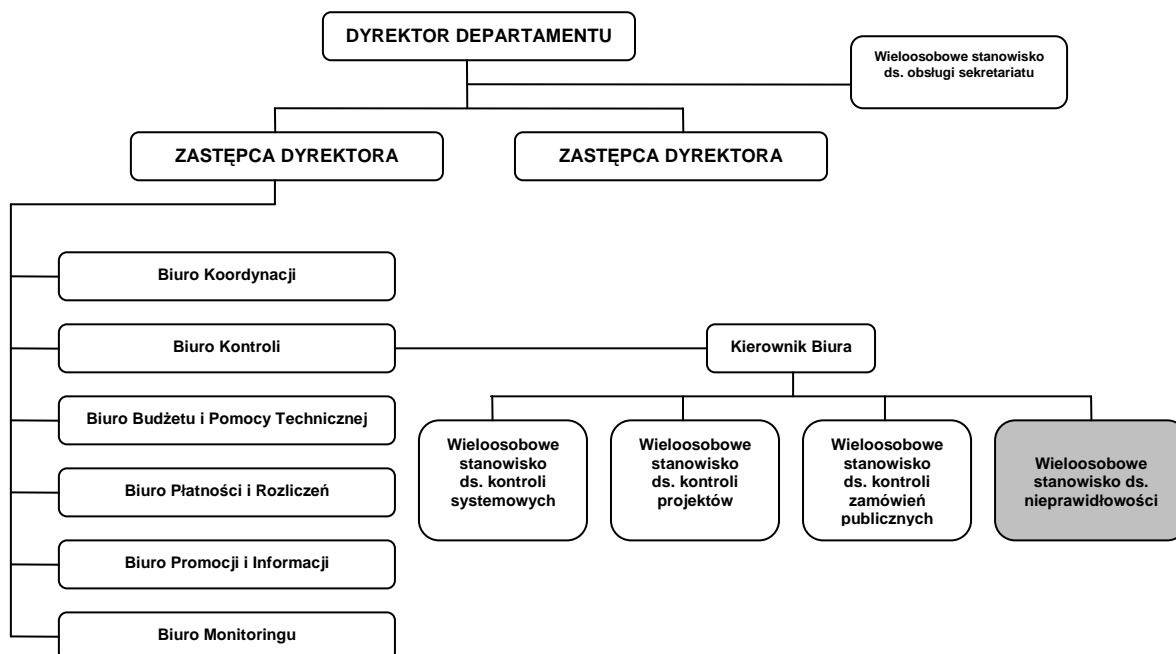 DYREKTOR DEPARTAMENTU
Wieloosobowe stanowisko
ds. obsługi sekretariatu
ZASTĘPCA DYREKTORA
ZASTĘPCA DYREKTORA
Biuro Koordynacji
Biuro Kontroli
Kierownik Biura
Biuro Budżetu i Pomocy Technicznej
Wieloosobowe
stanowisko
ds. kontroli
systemowych
Wieloosobowe
stanowisko
ds. kontroli
projektów
Wieloosobowe
stanowisko
ds. kontroli
zamówień
publicznych
Wieloosobowe
stanowisko ds.
nieprawidłowości
Biuro Płatności i Rozliczeń
Biuro Promocji i Informacji
Biuro Monitoringu